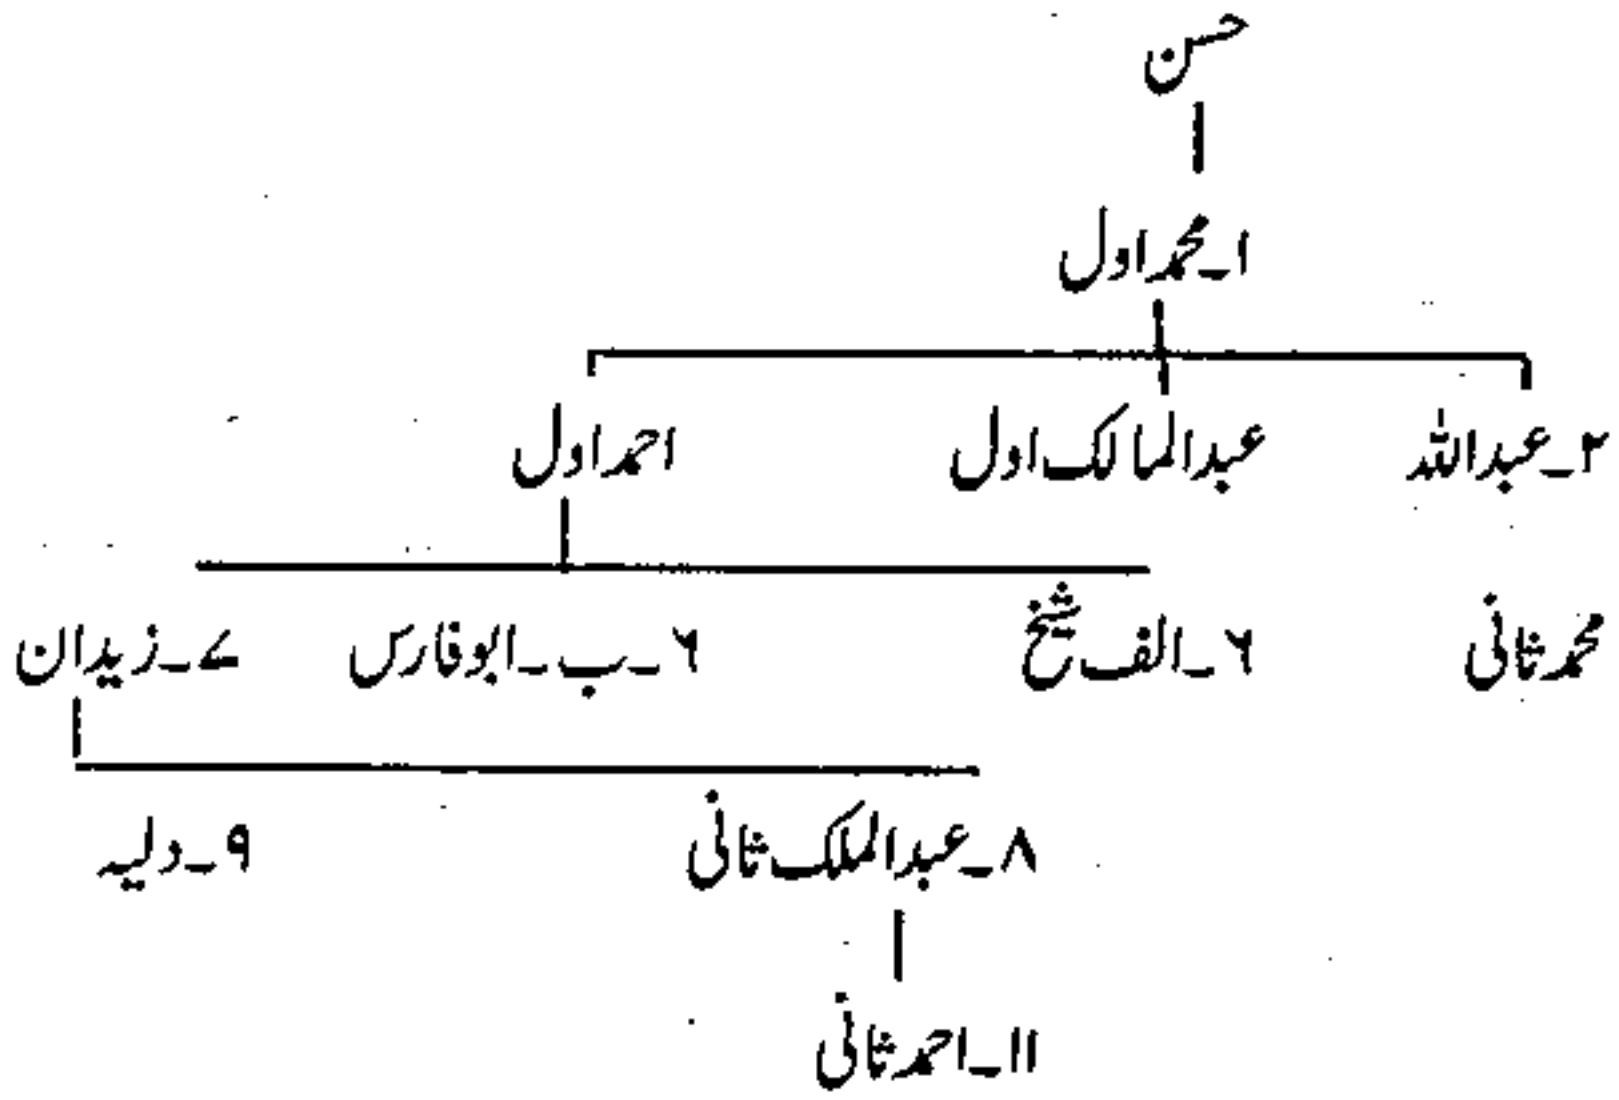 حسن
۱۔محمد اول
۲۔عبداللہ عبدالمالک اول احمد اول
محمد ثانی ۶۔الف شیخ ۶۔ب۔ابوفارس ۷۔زیدان
۸۔عبدالملک ثانی ۹۔دلیہ
۱۱۔احمد ثانی